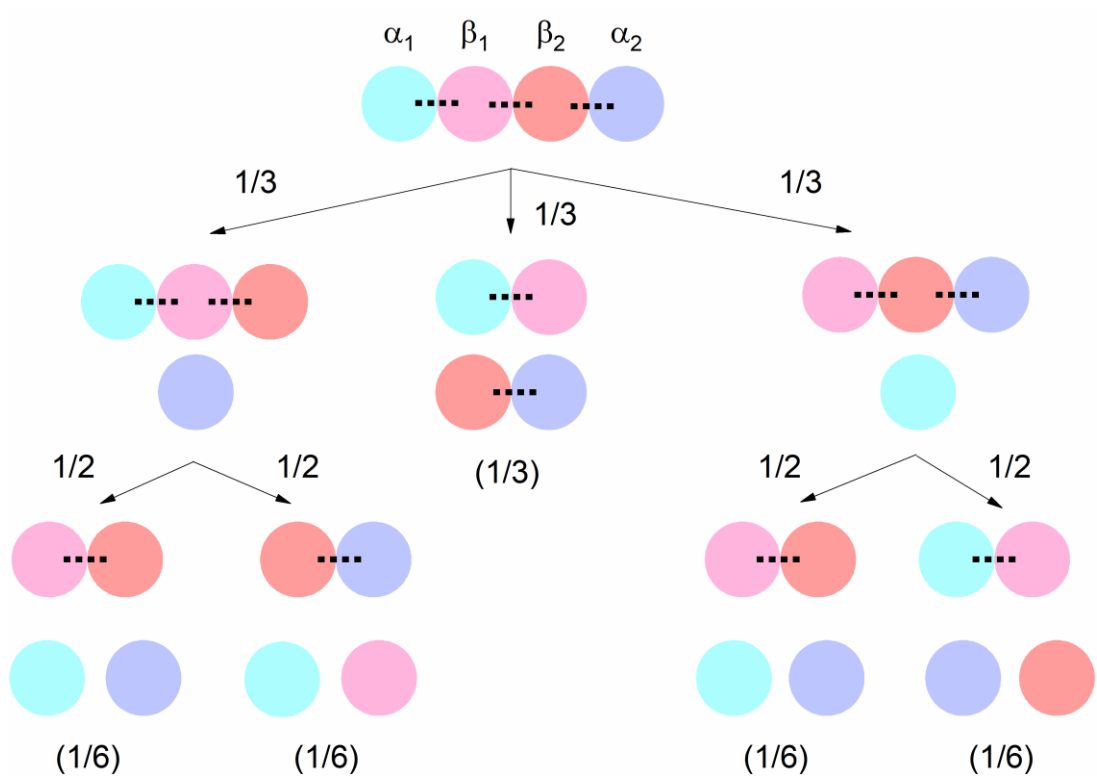 α₁ β₁ β₂ α₂
1/3 1/3 1/3
1/2 1/2 (1/3) 1/2 1/2
(1/6) (1/6) (1/6) (1/6)